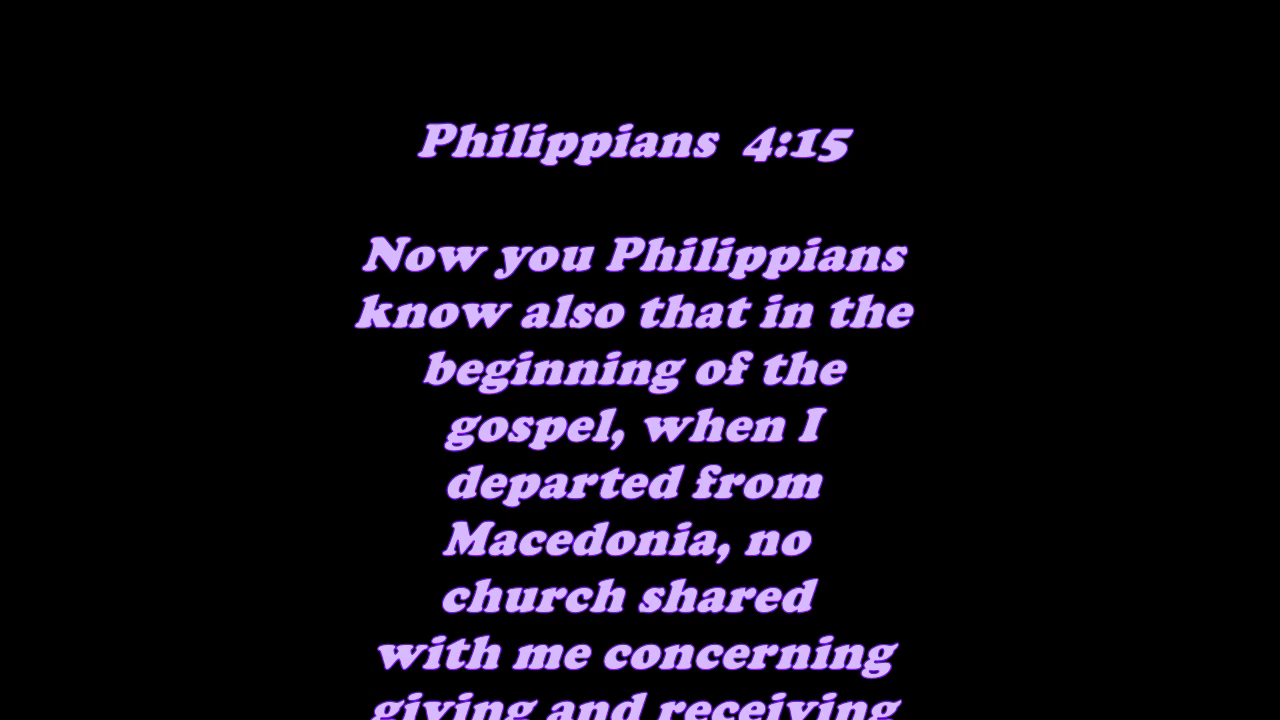 Philippians 4:15
Now you Philippians
know also that in the
beginning of the
gospel, when I
departed from
Macedonia, no
church shared
with me concerning
giving and receiving